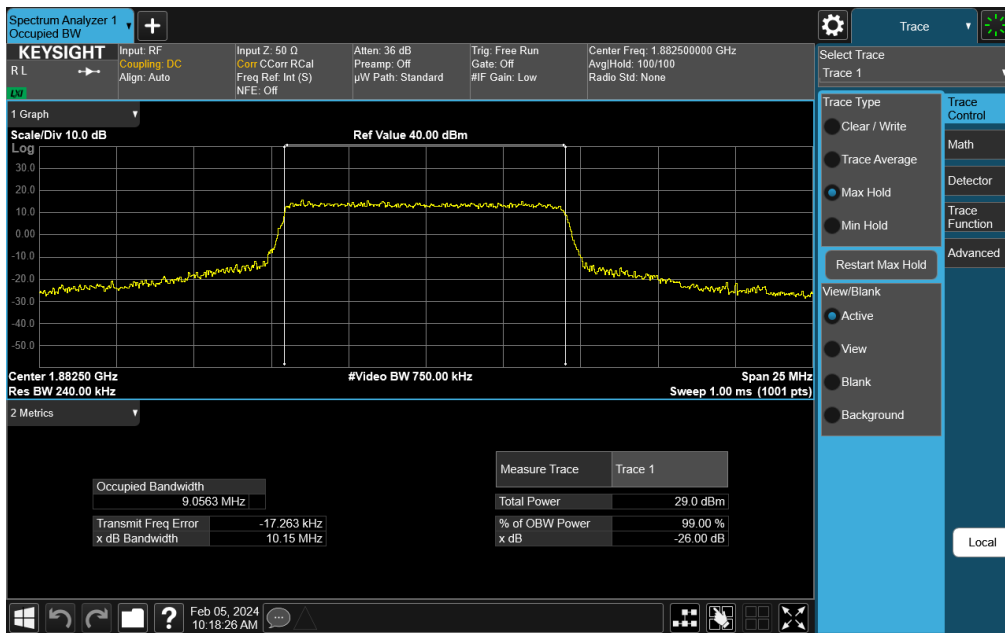 Spectrum Analyzer 1
Occupied BW
Trace
KEYSIGHT
R L
LXI
Input: RF
Coupling: DC
Align: Auto
Input Z: 50 Ω
Corr CCorr RCal
Freq Ref: Int (S)
NFE: Off
Atten: 36 dB
Preamp: Off
µW Path: Standard
Trig: Free Run
Gate: Off
#IF Gain: Low
Center Freq: 1.882500000 GHz
Avg|Hold: 100/100
Radio Std: None
Select Trace
Trace 1
1 Graph
Scale/Div 10.0 dB
Ref Value 40.00 dBm
Log
30.0
20.0
10.0
0.00
-10.0
-20.0
-30.0
-40.0
-50.0
Center 1.88250 GHz
#Video BW 750.00 kHz
Span 25 MHz
Res BW 240.00 kHz
Sweep 1.00 ms (1001 pts)
2 Metrics
Occupied Bandwidth
9.0563 MHz
Transmit Freq Error -17.263 kHz
x dB Bandwidth 10.15 MHz
Measure Trace Trace 1
Total Power 29.0 dBm
% of OBW Power 99.00 %
x dB -26.00 dB
Trace Type
Clear / Write
Trace Average
Max Hold
Min Hold
Restart Max Hold
View/Blank
Active
View
Blank
Background
Trace
Control
Math
Detector
Trace
Function
Advanced
Local
?
Feb 05, 2024
10:18:26 AM